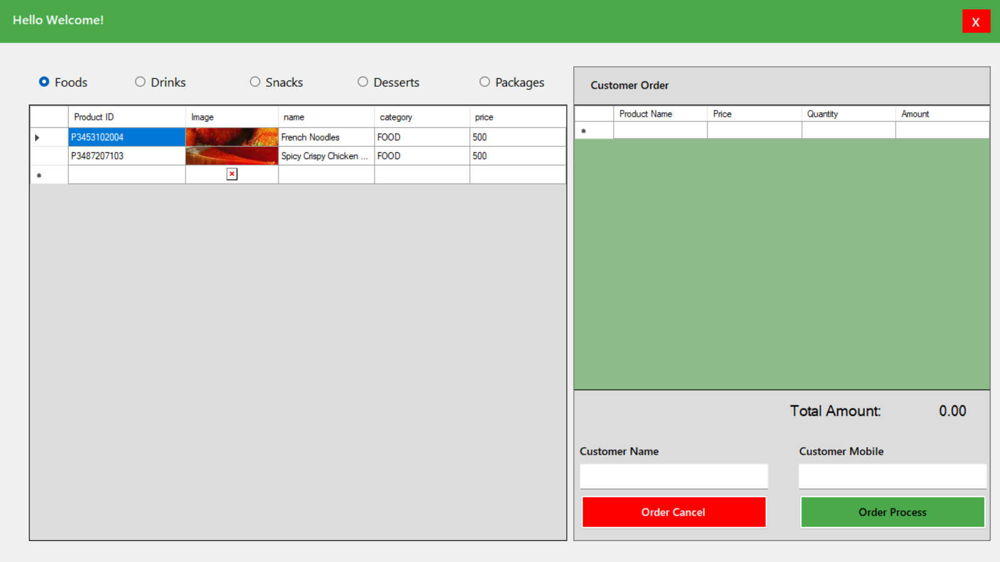 Hello Welcome!
X
Foods Drinks Snacks Desserts Packages
Product ID Image name category price
P3453102004 French Noodles FOOD 500
P3487207103 Spicy Crispy Chicken ... FOOD 500
Customer Order
Product Name Price Quantity Amount
Total Amount: 0.00
Customer Name Customer Mobile
Order Cancel Order Process